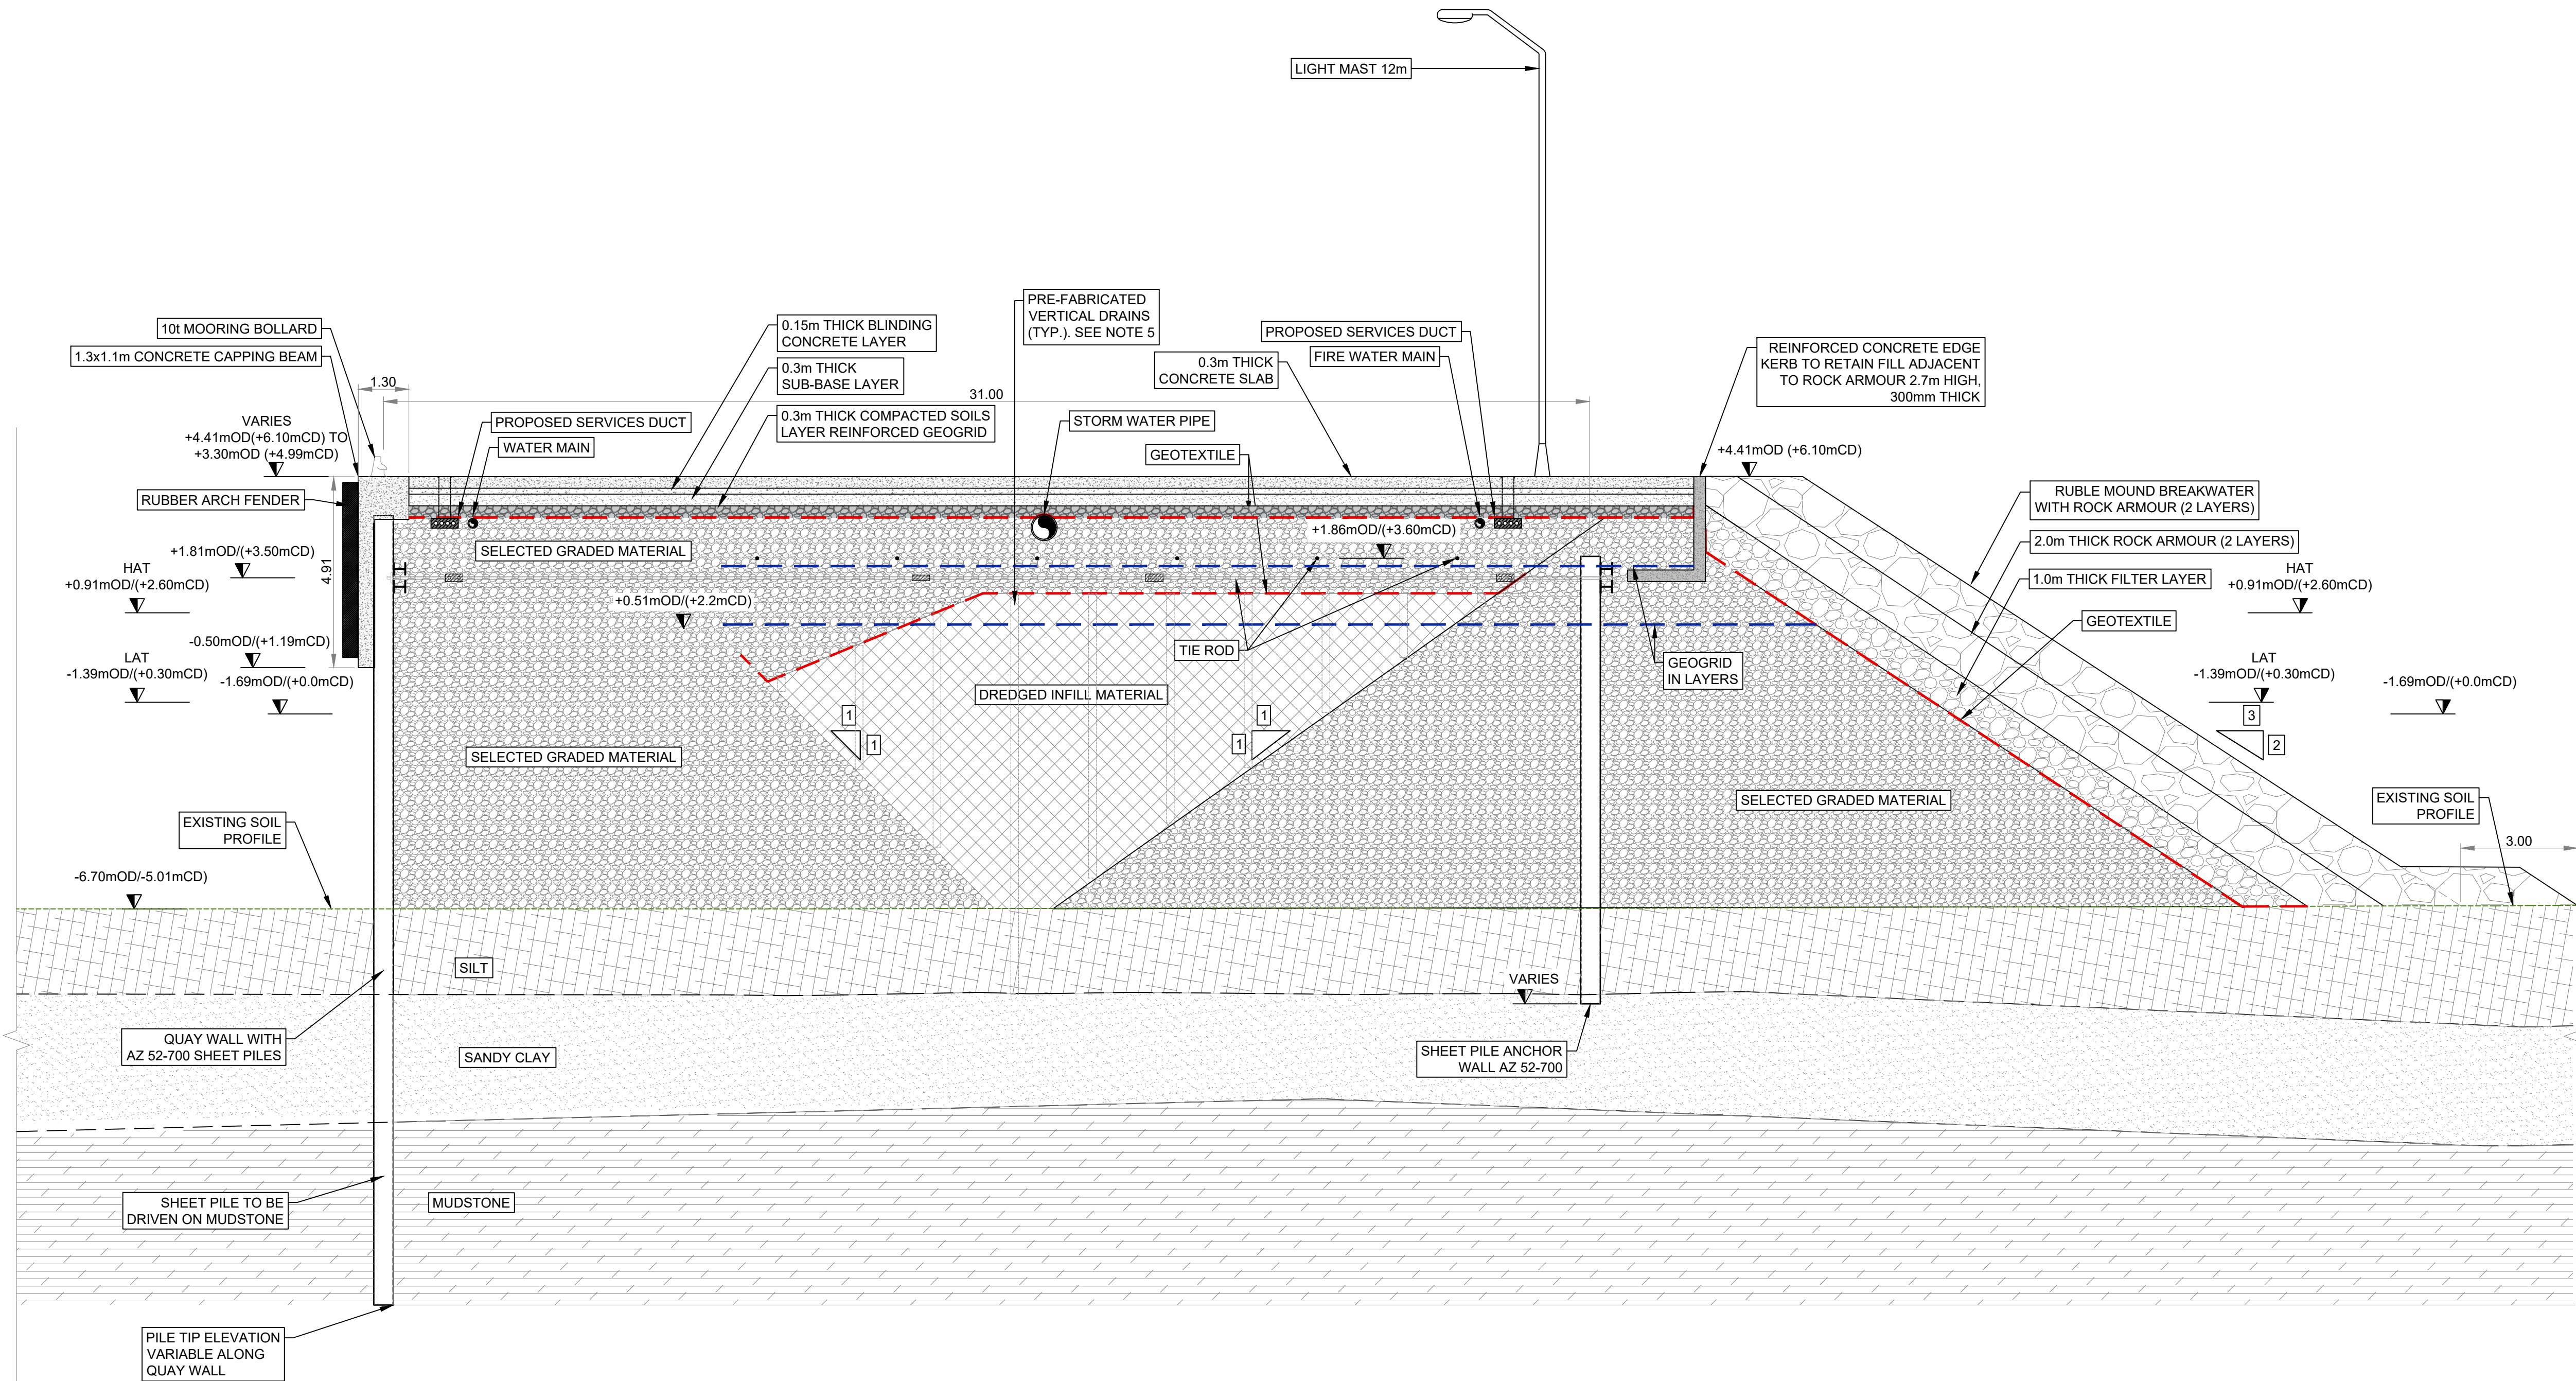 LIGHT MAST 12m
10t MOORING BOLLARD
1.3x1.1m CONCRETE CAPPING BEAM
1.30
VARIES
+4.41mOD(+6.10mCD) TO
+3.30mOD (+4.99mCD)
RUBBER ARCH FENDER
PROPOSED SERVICES DUCT
WATER MAIN
0.15m THICK BLINDING
CONCRETE LAYER
0.3m THICK
SUB-BASE LAYER
0.3m THICK COMPACTED SOILS
LAYER REINFORCED GEOGRID
PRE-FABRICATED
VERTICAL DRAINS
(TYP.). SEE NOTE 5
31.00
STORM WATER PIPE
0.3m THICK
CONCRETE SLAB
PROPOSED SERVICES DUCT
FIRE WATER MAIN
GEOTEXTILE
REINFORCED CONCRETE EDGE
KERB TO RETAIN FILL ADJACENT
TO ROCK ARMOUR 2.7m HIGH,
300mm THICK
+4.41mOD (+6.10mCD)
RUBLE MOUND BREAKWATER
WITH ROCK ARMOUR (2 LAYERS)
2.0m THICK ROCK ARMOUR (2 LAYERS)
1.0m THICK FILTER LAYER
GEOTEXTILE
HAT
+0.91mOD/(+2.60mCD)
LAT
-1.39mOD/(+0.30mCD)
-1.69mOD/(+0.0mCD)
3
2
EXISTING SOIL
PROFILE
3.00
+1.81mOD/(+3.50mCD)
HAT
+0.91mOD/(+2.60mCD)
4.91
-0.50mOD/(+1.19mCD)
LAT
-1.39mOD/(+0.30mCD)
-1.69mOD/(+0.0mCD)
SELECTED GRADED MATERIAL
+0.51mOD/(+2.2mCD)
+1.86mOD/(+3.60mCD)
TIE ROD
GEOGRID
IN LAYERS
DREDGED INFILL MATERIAL
1
1
1
1
SELECTED GRADED MATERIAL
SELECTED GRADED MATERIAL
EXISTING SOIL
PROFILE
-6.70mOD/-5.01mCD)
SILT
VARIES
QUAY WALL WITH
AZ 52-700 SHEET PILES
SANDY CLAY
SHEET PILE ANCHOR
WALL AZ 52-700
SHEET PILE TO BE
DRIVEN ON MUDSTONE
MUDSTONE
PILE TIP ELEVATION
VARIABLE ALONG
QUAY WALL